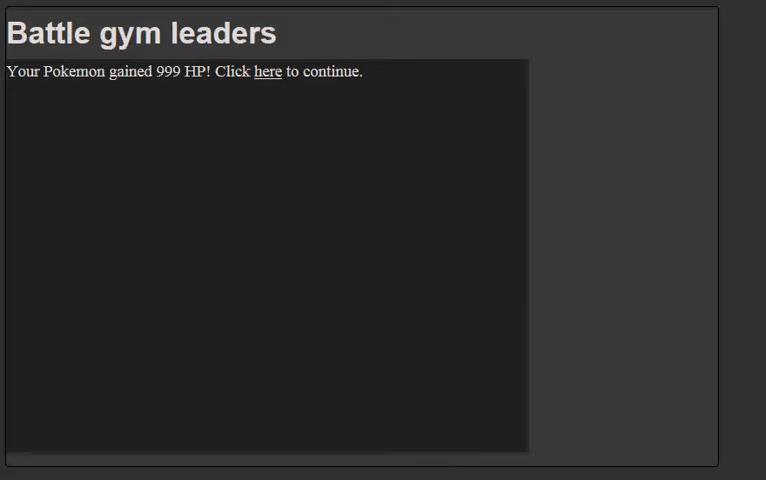 Battle gym leaders
Your Pokemon gained 999 HP! Click here to continue.